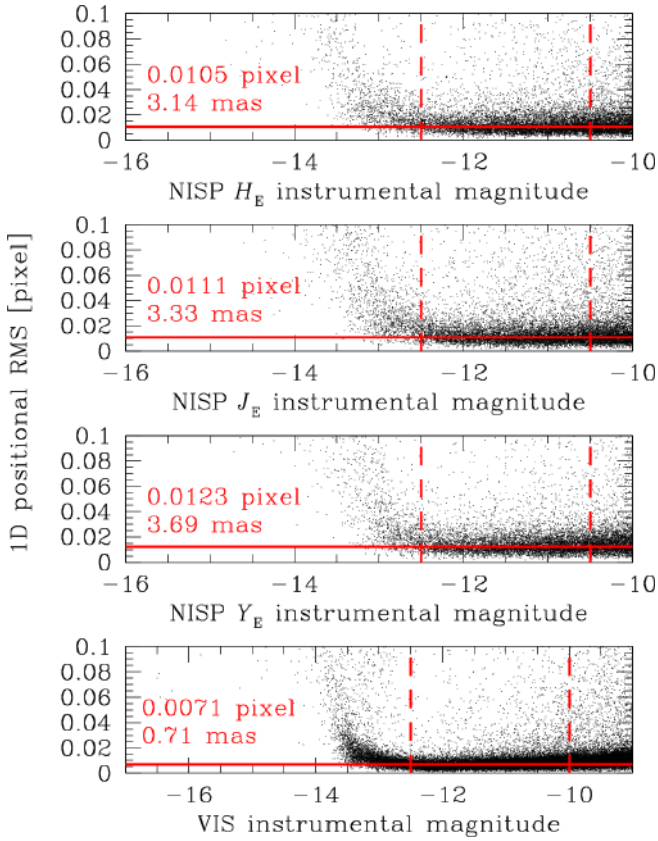 1D positional RMS [pixel]
0.1
0.08
0.06
0.04
0.02
0
0.0105 pixel
3.14 mas
−16 −14 −12 −10
NISP H_E instrumental magnitude
0.1
0.08
0.06
0.04
0.02
0
0.0111 pixel
3.33 mas
−16 −14 −12 −10
NISP J_E instrumental magnitude
0.1
0.08
0.06
0.04
0.02
0
0.0123 pixel
3.69 mas
−16 −14 −12 −10
NISP Y_E instrumental magnitude
0.1
0.08
0.06
0.04
0.02
0
0.0071 pixel
0.71 mas
−16 −14 −12 −10
VIS instrumental magnitude